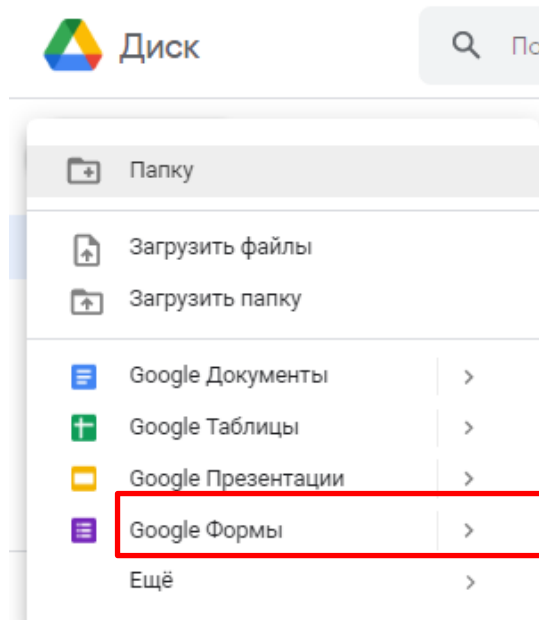 Диск
По
Папку
Загрузить файлы
Загрузить папку
Google Документы
Google Таблицы
Google Презентации
Google Формы
Ещё